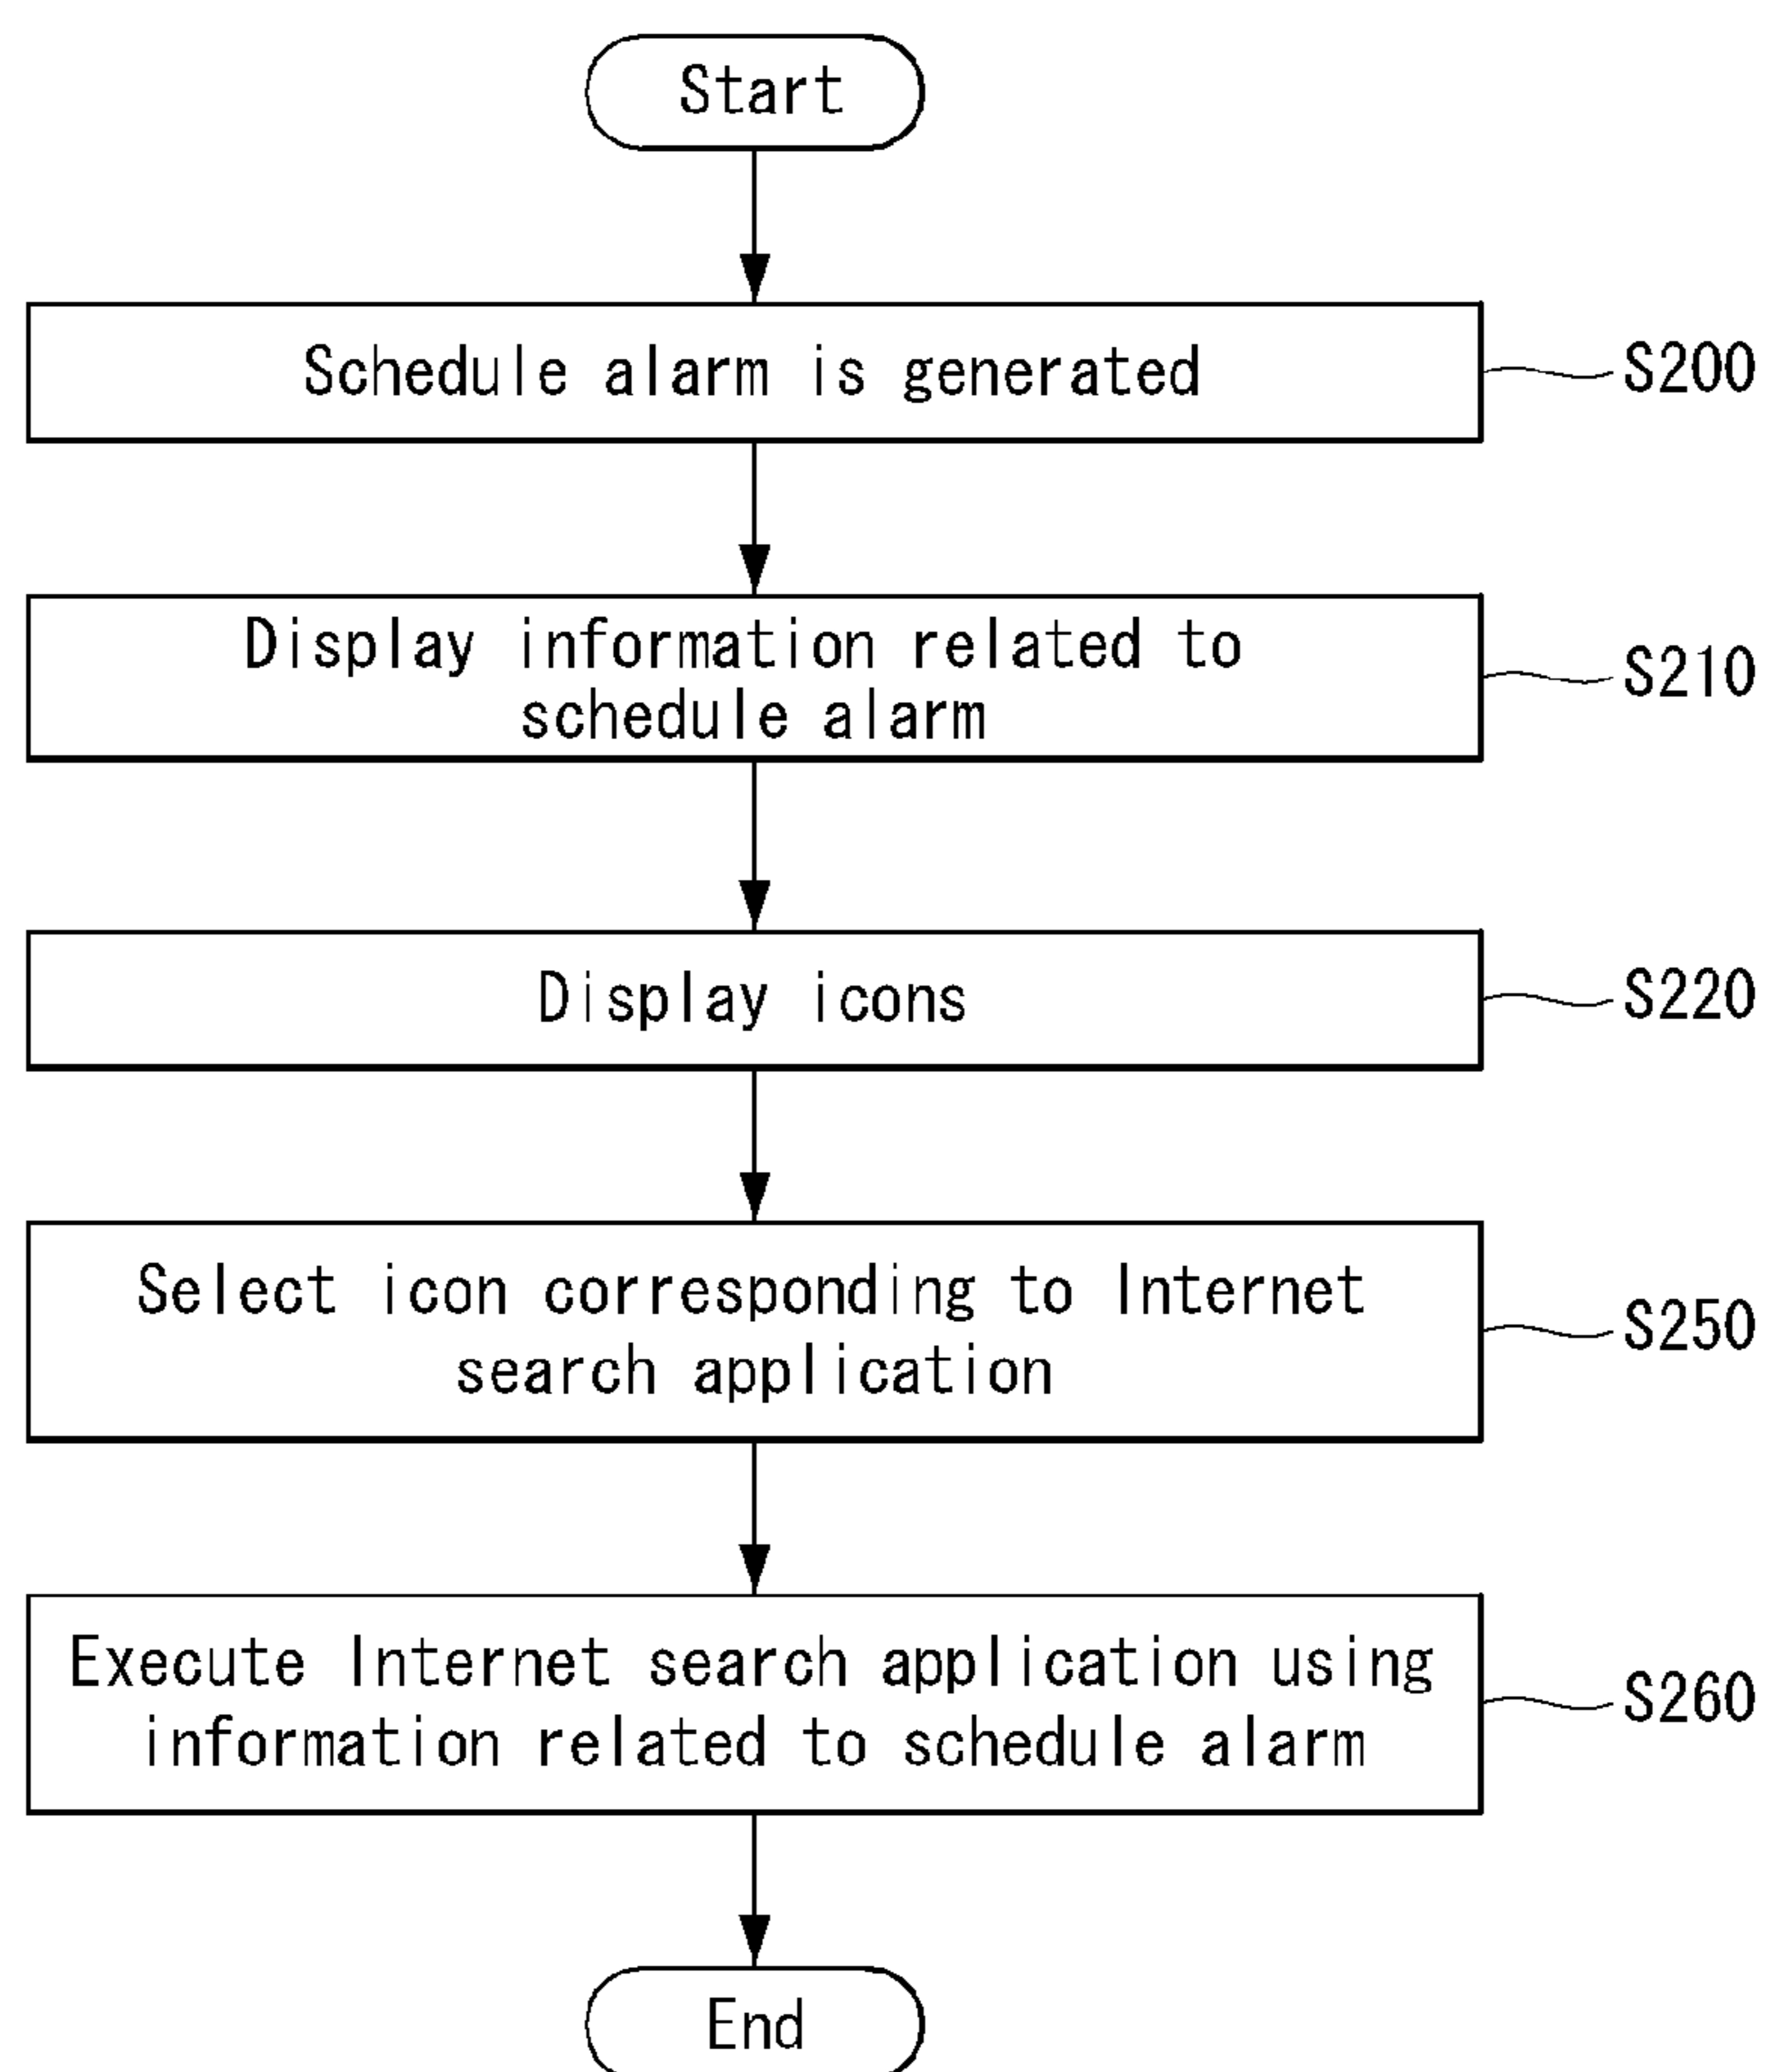 Start
Schedule alarm is generated
S200
Display information related to
schedule alarm
S210
Display icons
S220
Select icon corresponding to Internet
search application
S250
Execute Internet search application using
information related to schedule alarm
S260
End